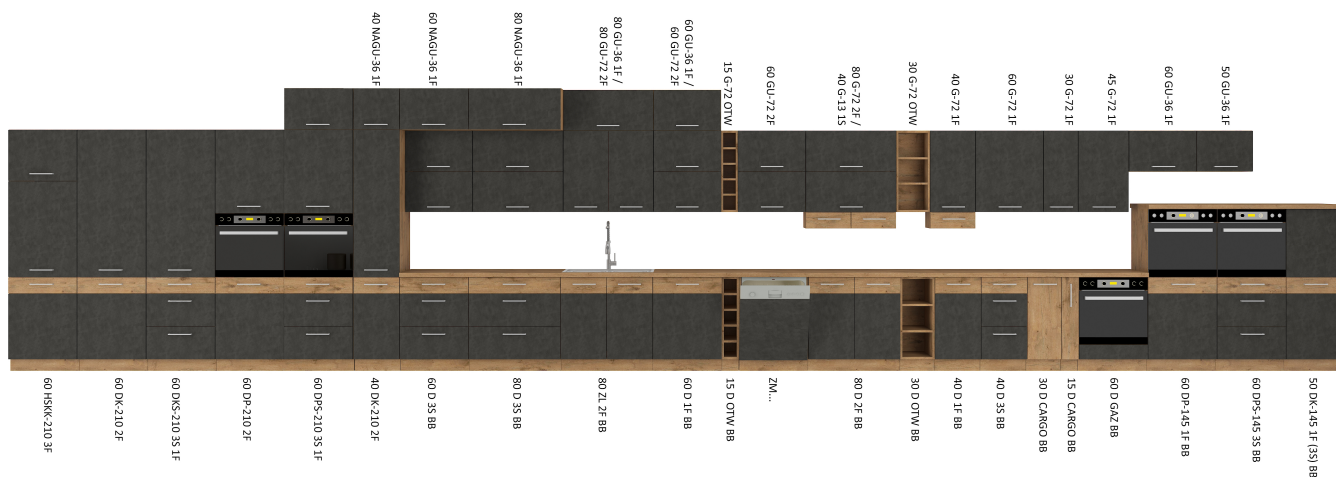 40 NAGU-36 1F
60 NAGU-36 1F
80 NAGU-36 1F
80 GU-36 1F /
80 GU-72 2F
60 GU-36 1F /
60 GU-72 2F
15 G-72 OTW
60 GU-72 2F
80 G-72 2F /
40 G-13 1S
30 G-72 OTW
40 G-72 1F
60 G-72 1F
30 G-72 1F
45 G-72 1F
60 GU-36 1F
50 GU-36 1F
60 HSKK-210 3F
60 DK-210 2F
60 DKS-210 3S 1F
60 DP-210 2F
60 DPS-210 3S 1F
40 DK-210 2F
60 D 3S BB
80 D 3S BB
80 ZL 2F BB
60 D 1F BB
15 D OTW BB
ZM...
80 D 2F BB
30 D OTW BB
40 D 1F BB
40 D 3S BB
30 D CARGO BB
15 D CARGO BB
60 D GAZ BB
60 DP-145 1F BB
60 DPS-145 3S BB
50 DK-145 1F (3S) BB